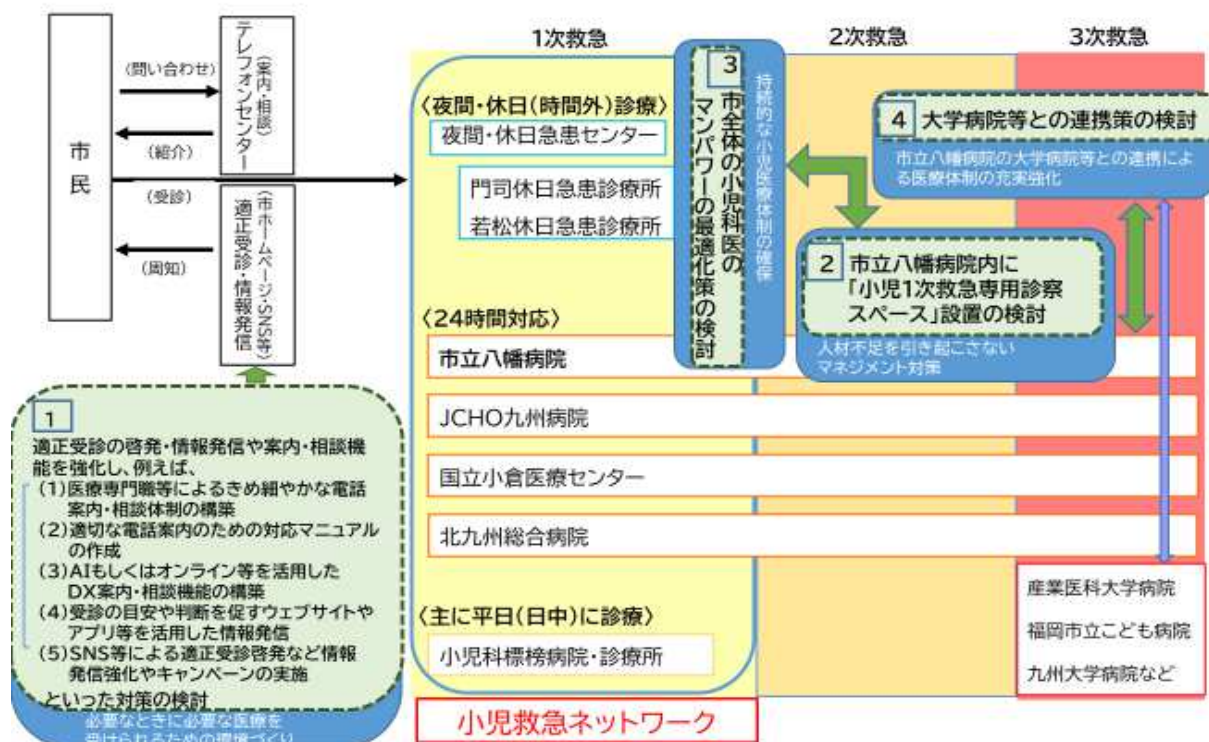 市民
(問い合わせ)
(紹介)
(受診)
(周知)
テレフォンセンター
(案内・相談)
適正受診・情報発信
(市ホームページ・SNS等)
1次救急
2次救急
3次救急
〈夜間・休日(時間外)診療〉
夜間・休日急患センター
門司休日急患診療所
若松休日急患診療所
〈24時間対応〉
市立八幡病院
JCHO九州病院
国立小倉医療センター
北九州総合病院
〈主に平日(日中)に診療〉
小児科標榜病院・診療所
小児救急ネットワーク
3
市全体の小児科医の
マンパワーの最適化策の検討
持続的な小児医療体制の確保
4 大学病院等との連携策の検討
市立八幡病院の大学病院等との連携によ
る医療体制の充実強化
2 市立八幡病院内に
「小児1次救急専用診察
スペース」設置の検討
人材不足を引き起こさない
マネジメント対策
産業医科大学病院
福岡市立こども病院
九州大学病院など
1
適正受診の啓発・情報発信や案内・相談機
能を強化し、例えば、
(1)医療専門職等によるきめ細やかな電話
案内・相談体制の構築
(2)適切な電話案内のための対応マニュアル
の作成
(3)AIもしくはオンライン等を活用した
DX案内・相談機能の構築
(4)受診の目安や判断を促すウェブサイトや
アプリ等を活用した情報発信
(5)SNS等による適正受診啓発など情報
発信強化やキャンペーンの実施
といった対策の検討
必要なときに必要な医療を
受けられるための環境づくり